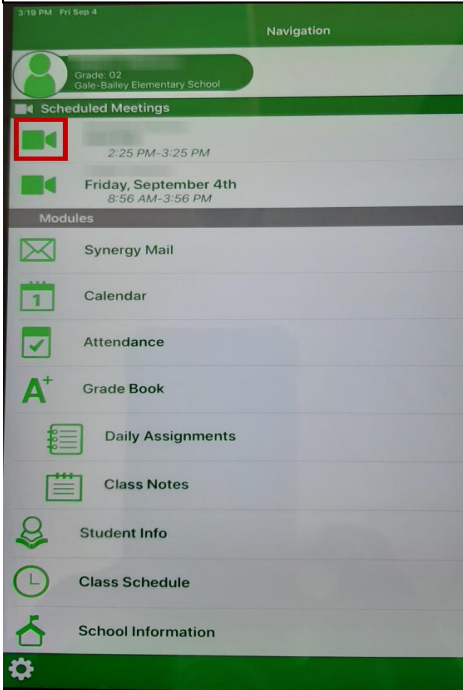 3:19 PM Fri Sep 4
Navigation
Grade: 02
Gale-Bailey Elementary School
Scheduled Meetings
2:25 PM-3:25 PM
Friday, September 4th
8:56 AM-3:56 PM
Modules
1
Synergy Mail
Calendar
Attendance
A+
Grade Book
Daily Assignments
Class Notes
Student Info
Class Schedule
School Information